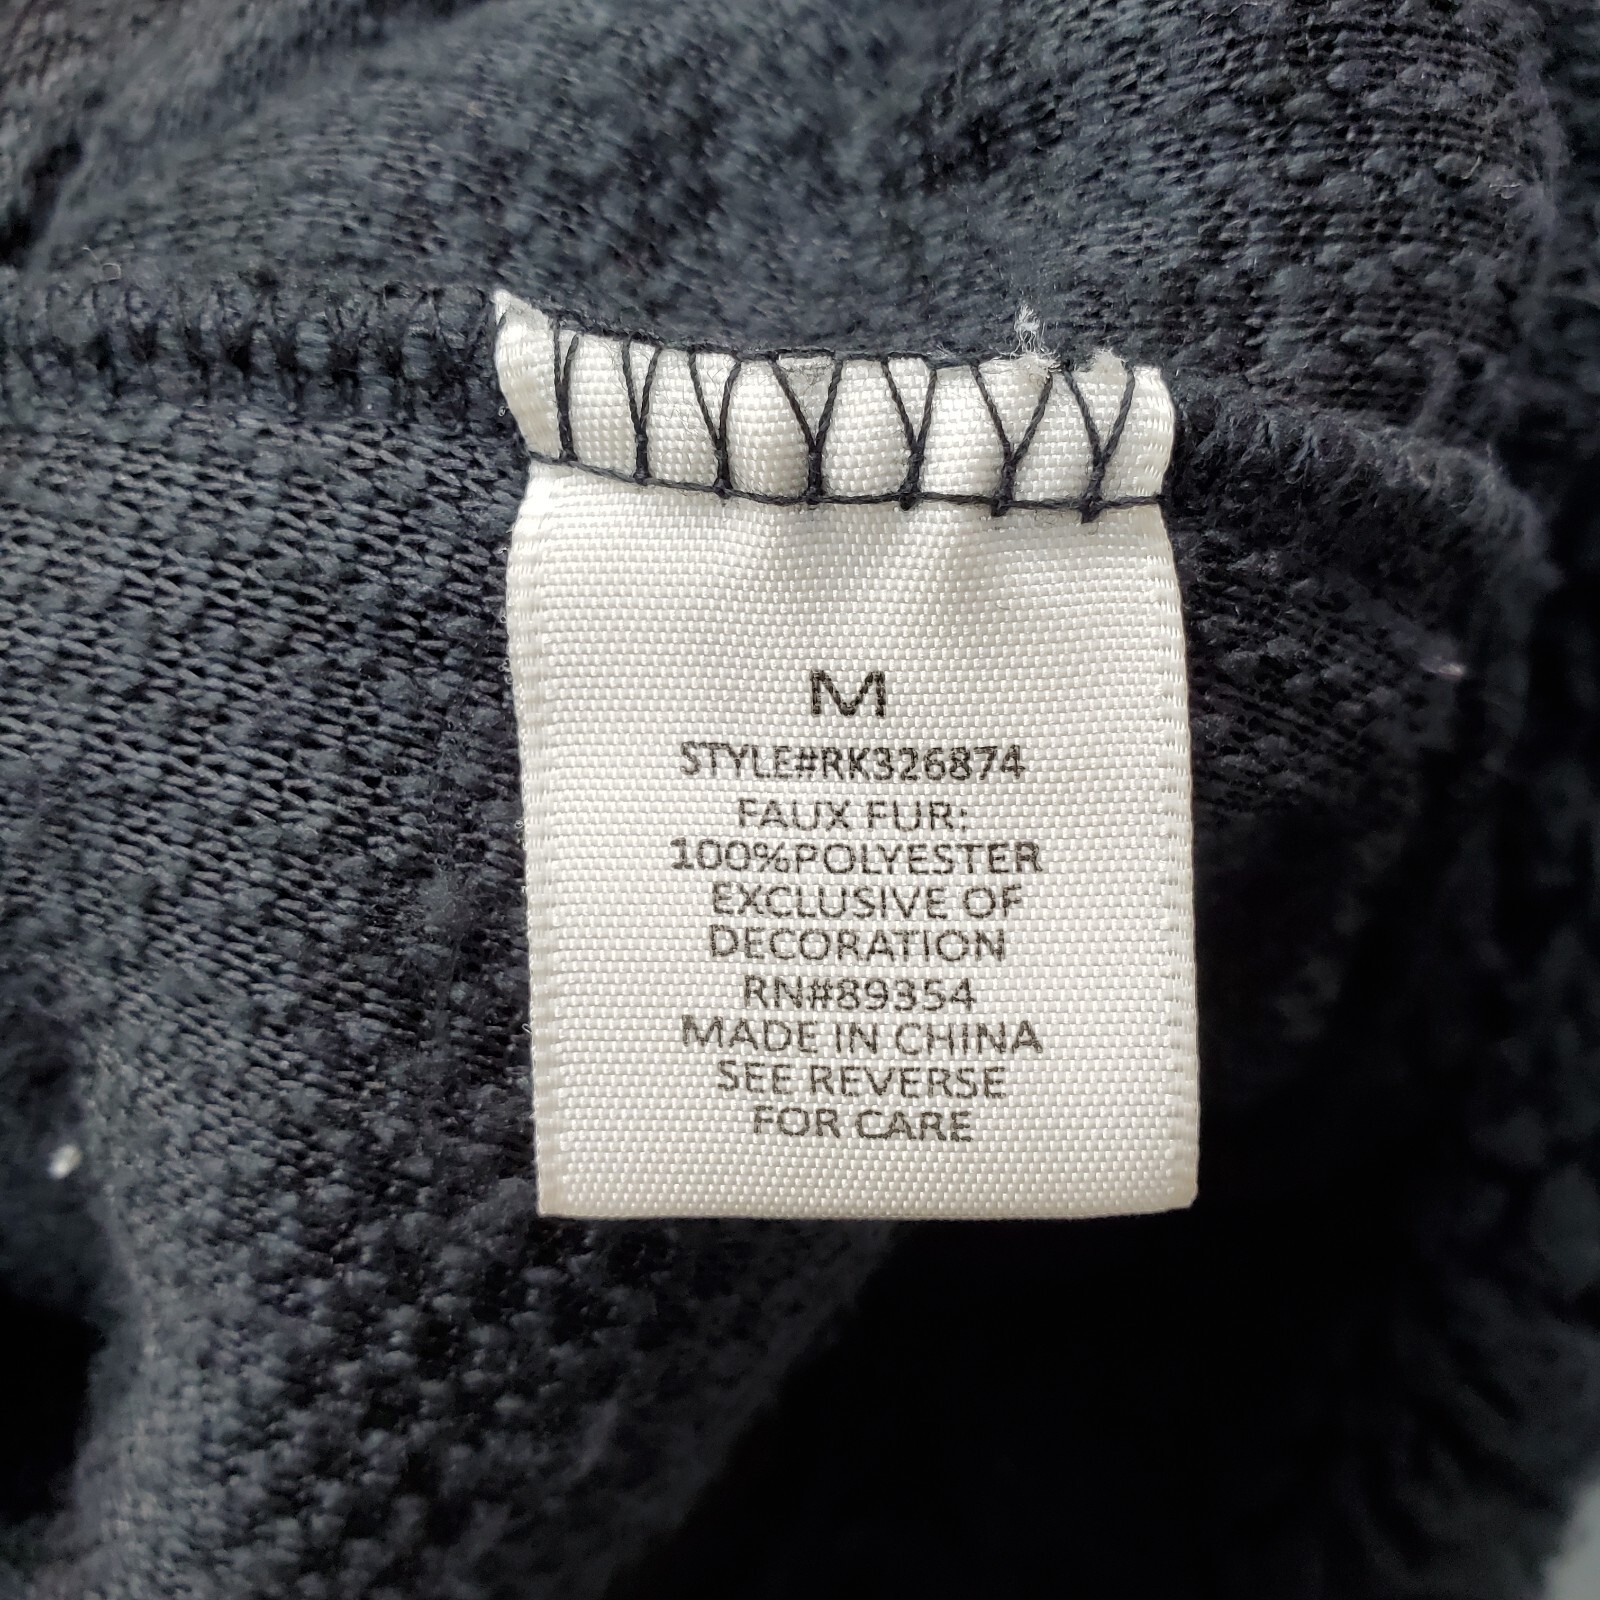 M
STYLE#RK326874
FAUX FUR:
100%POLYESTER
EXCLUSIVE OF
DECORATION
RN#89354
MADE IN CHINA
SEE REVERSE
FOR CARE